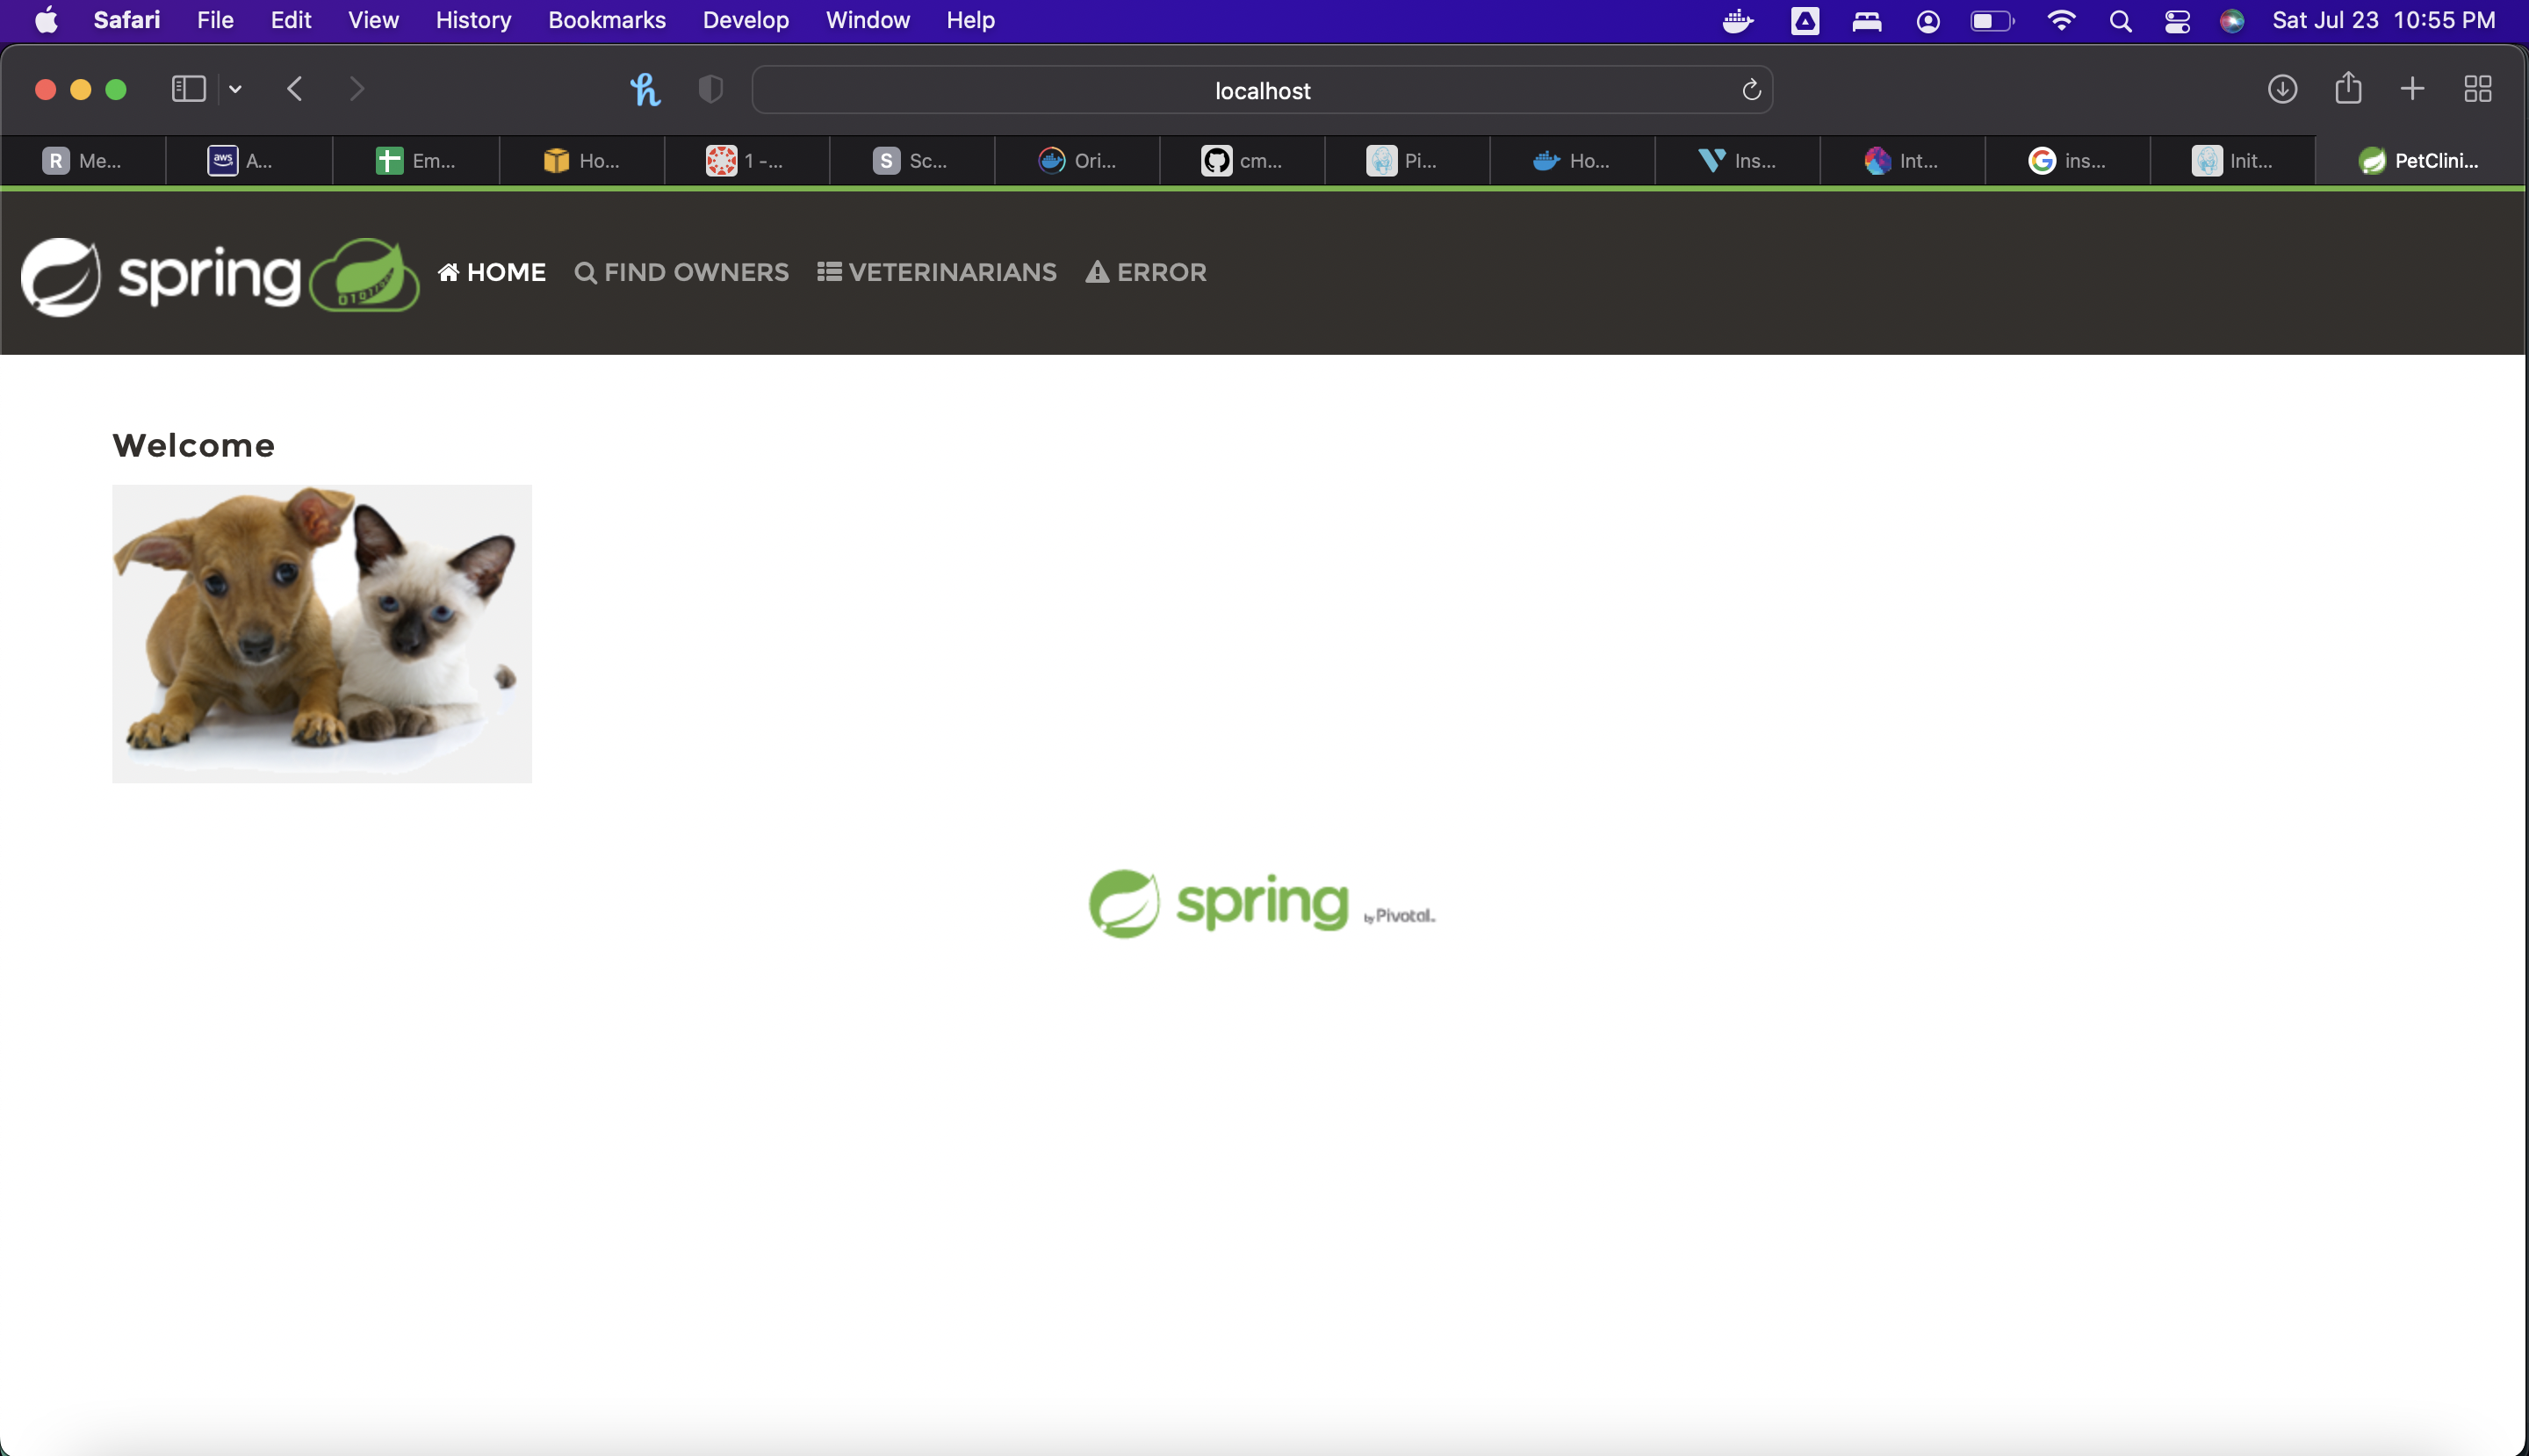 Safari File Edit View History Bookmarks Develop Window Help Sat Jul 23 10:55 PM
localhost
R Me... aws A... Em... Ho... 1 -... S Sc... Ori... cm... Pi... Ho... Ins... Int... G ins... Init... PetClini...
spring HOME FIND OWNERS VETERINARIANS ERROR
Welcome
spring by Pivotal™